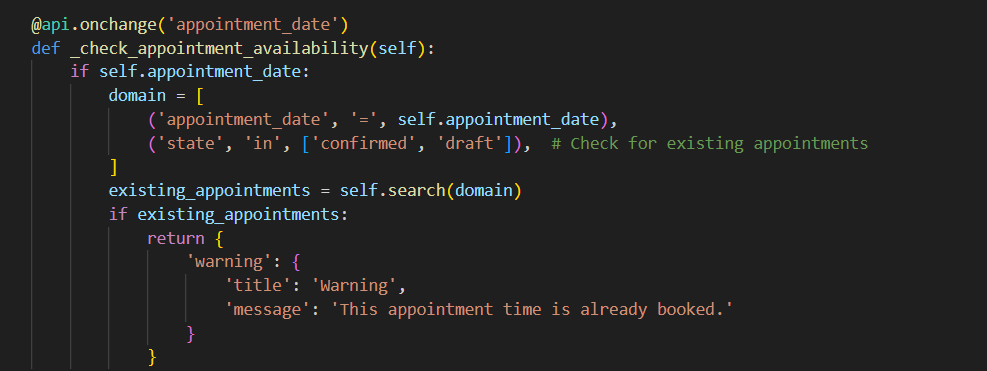 @api.onchange('appointment_date')
def _check_appointment_availability(self):
    if self.appointment_date:
        domain = [
            ('appointment_date', '=', self.appointment_date),
            ('state', 'in', ['confirmed', 'draft']),  # Check for existing appointments
        ]
        existing_appointments = self.search(domain)
        if existing_appointments:
            return {
                'warning': {
                    'title': 'Warning',
                    'message': 'This appointment time is already booked.'
                }
            }